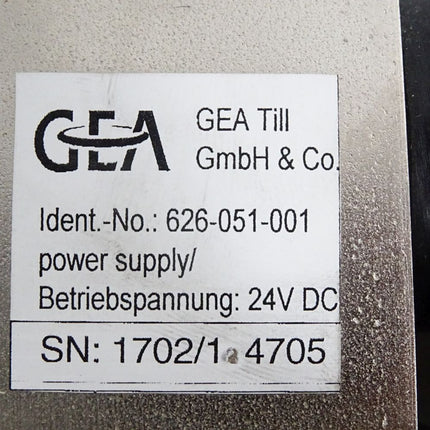 GEA
GEA Till
GmbH & Co.
Ident.-No.: 626-051-001
power supply/
Betriebspannung: 24V DC
SN: 1702/1 4705